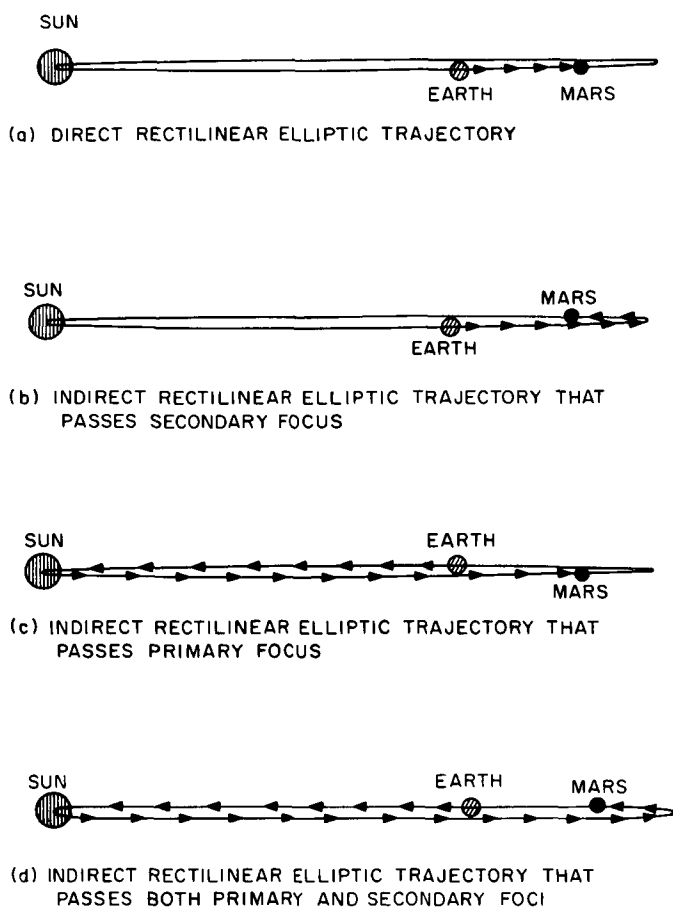 SUN
EARTH
MARS
(a) DIRECT RECTILINEAR ELLIPTIC TRAJECTORY
SUN
MARS
EARTH
(b) INDIRECT RECTILINEAR ELLIPTIC TRAJECTORY THAT
PASSES SECONDARY FOCUS
SUN
EARTH
MARS
(c) INDIRECT RECTILINEAR ELLIPTIC TRAJECTORY THAT
PASSES PRIMARY FOCUS
SUN
EARTH
MARS
(d) INDIRECT RECTILINEAR ELLIPTIC TRAJECTORY THAT
PASSES BOTH PRIMARY AND SECONDARY FOCI